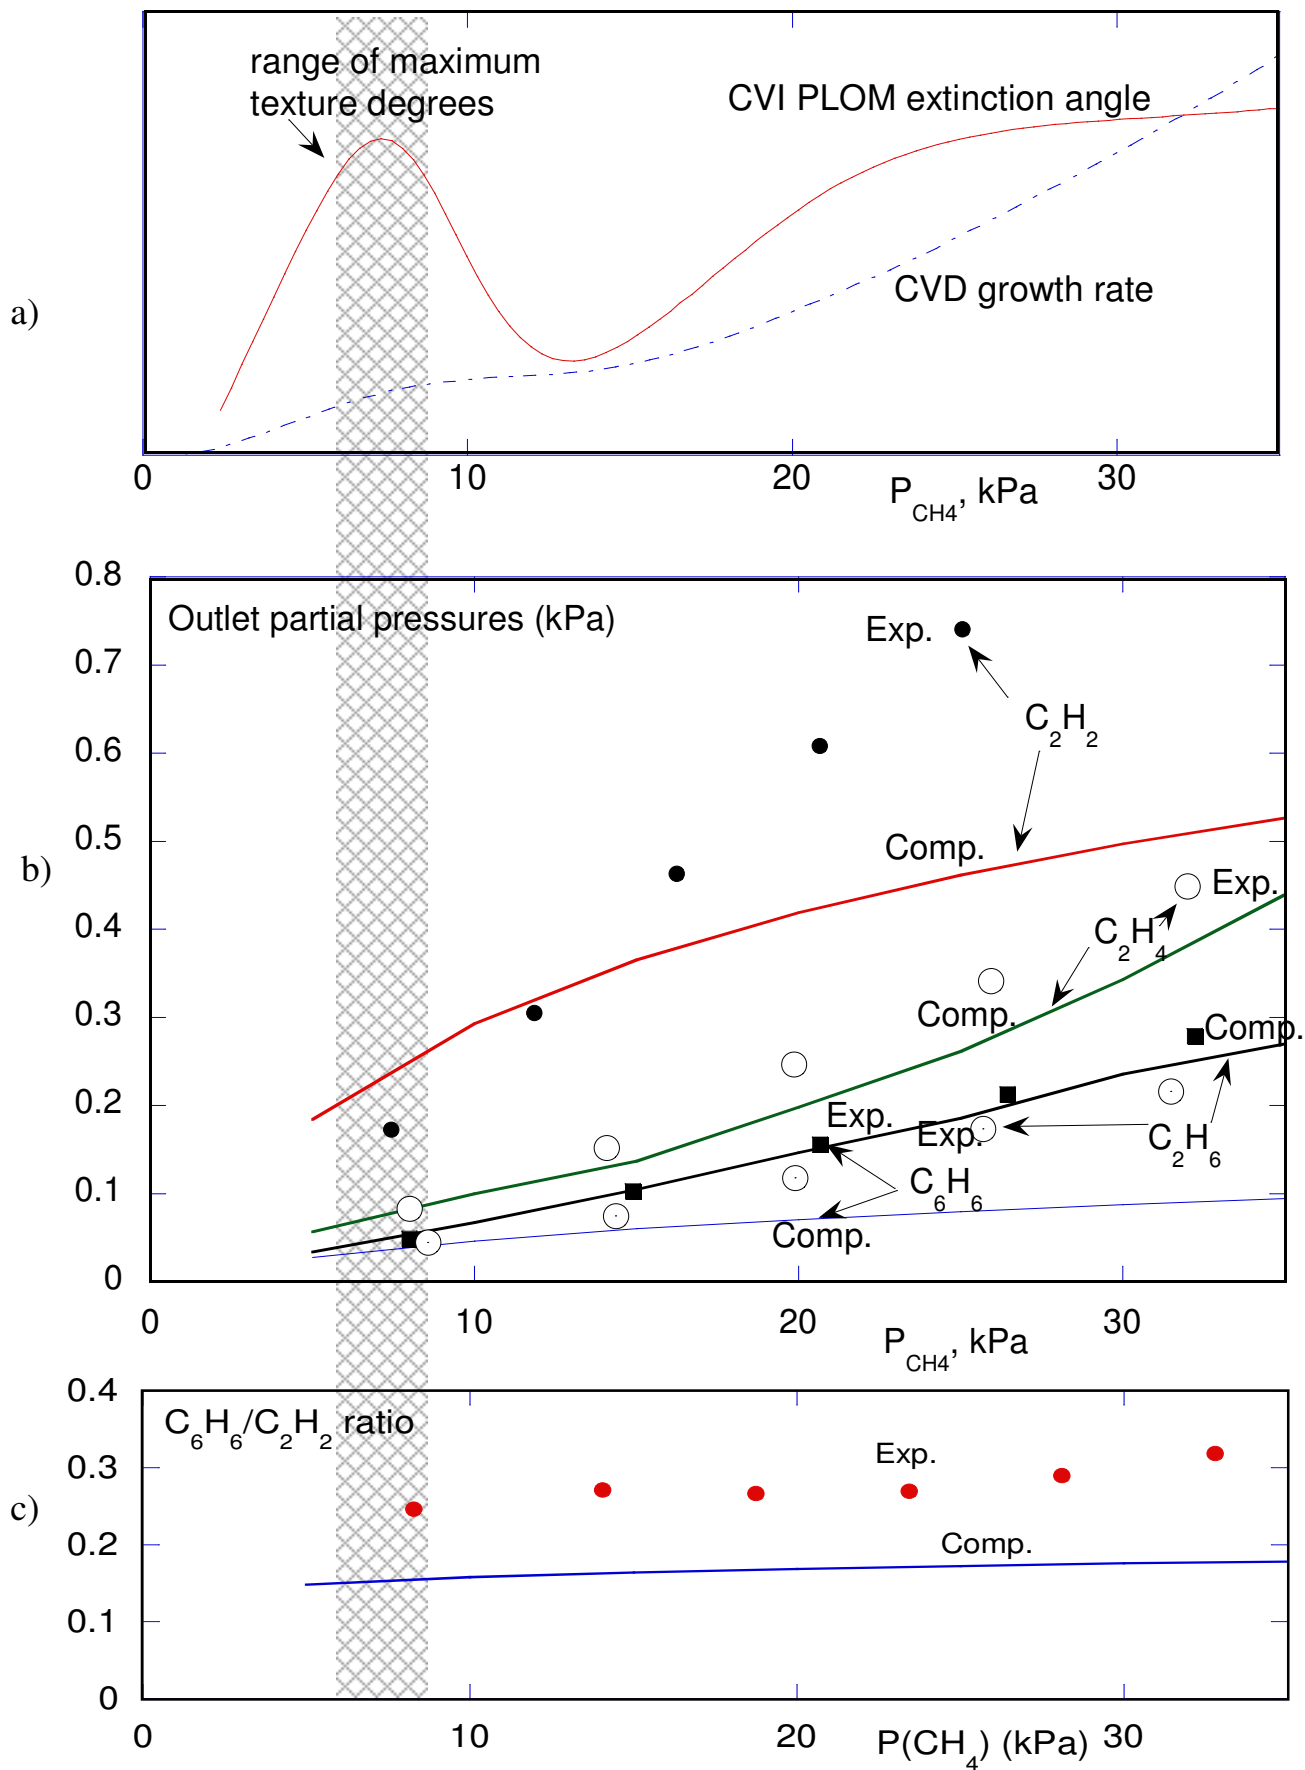 range of maximum
texture degrees
CVI PLOM extinction angle
CVD growth rate
a)
0 10 20 30
P_CH4, kPa
0.8
Outlet partial pressures (kPa)
Exp.
0.7
C2H2
0.6
0.5
Comp.
b)
Exp.
0.4
C2H4
0.3
Comp.
Comp.
0.2
Exp.
Exp.
C2H6
0.1
C6H6
Comp.
0
0 10 20 30
P_CH4, kPa
0.4
C6H6/C2H2 ratio
Exp.
0.3
c)
0.2
Comp.
0.1
0
0 10 20 30
P(CH4) (kPa)